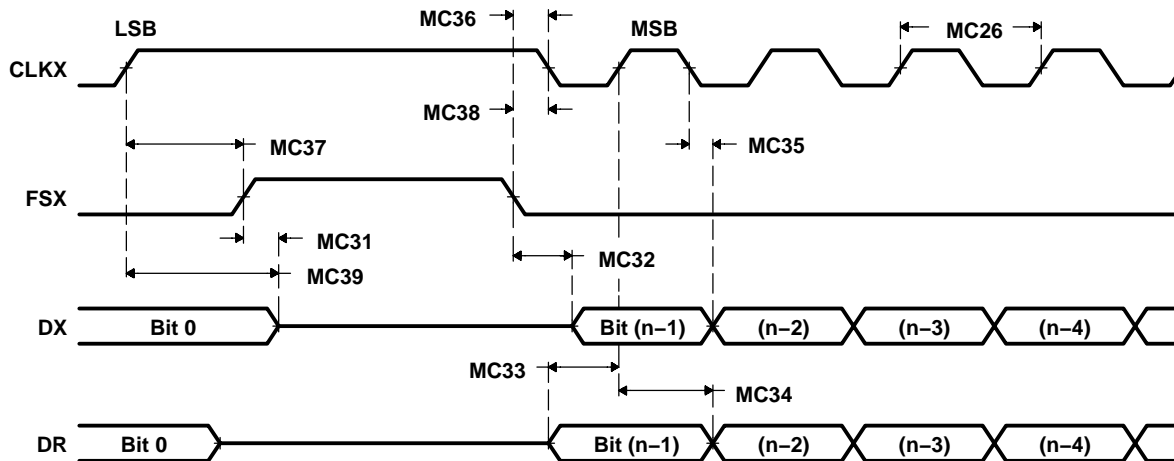 LSB
MC36
MSB
MC26
CLKX
MC38
MC37
MC35
FSX
MC31
MC32
MC39
DX
Bit 0
Bit (n−1)
(n−2)
(n−3)
(n−4)
MC33
MC34
DR
Bit 0
Bit (n−1)
(n−2)
(n−3)
(n−4)